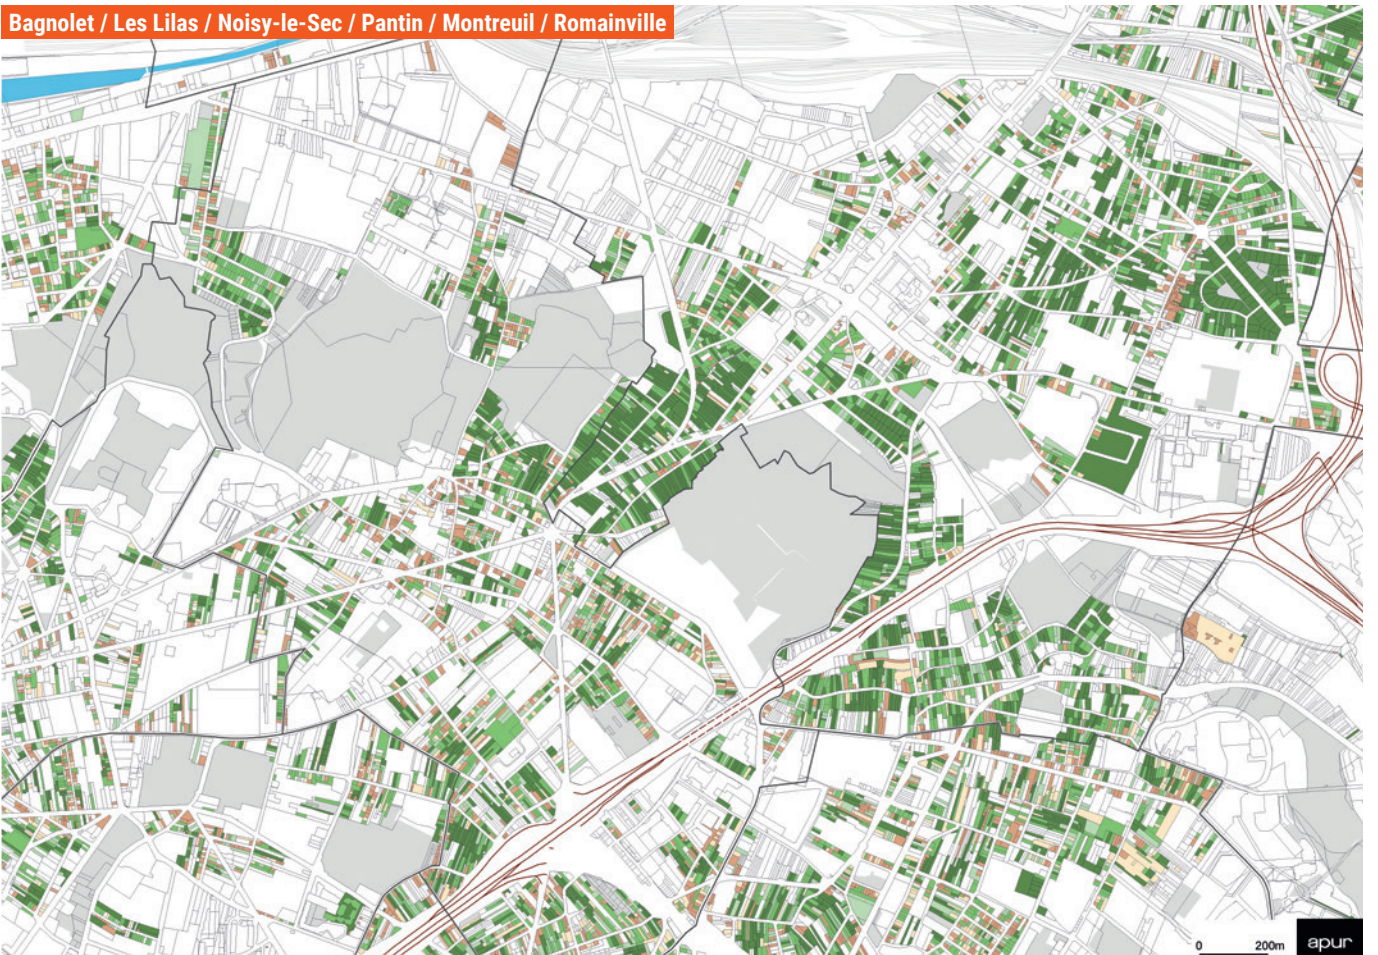 Bagnolet / Les Lilas / Noisy-le-Sec / Pantin / Montreuil / Romainville
0 200m
apur